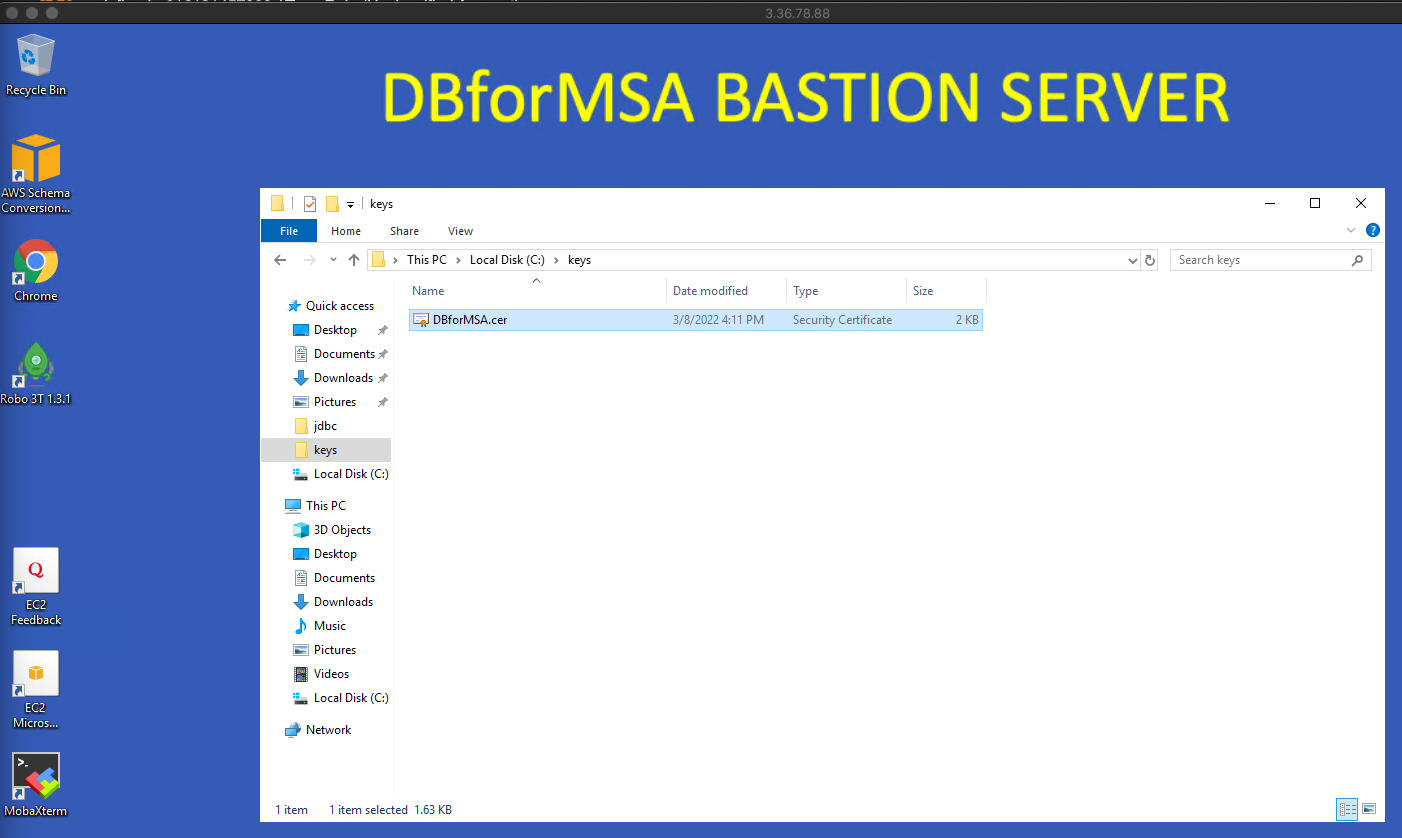 3.36.78.88
Recycle Bin
DBforMSA BASTION SERVER
AWS Schema
Conversion...
Chrome
Robo 3T 1.3.1
EC2
Feedback
EC2
Micros...
MobaXterm
keys
File Home Share View
This PC > Local Disk (C:) > keys
Search keys
Name Date modified Type Size
DBforMSA.cer 3/8/2022 4:11 PM Security Certificate 2 KB
Quick access
Desktop
Documents
Downloads
Pictures
jdbc
keys
Local Disk (C:)
This PC
3D Objects
Desktop
Documents
Downloads
Music
Pictures
Videos
Local Disk (C:)
Network
1 item 1 item selected 1.63 KB